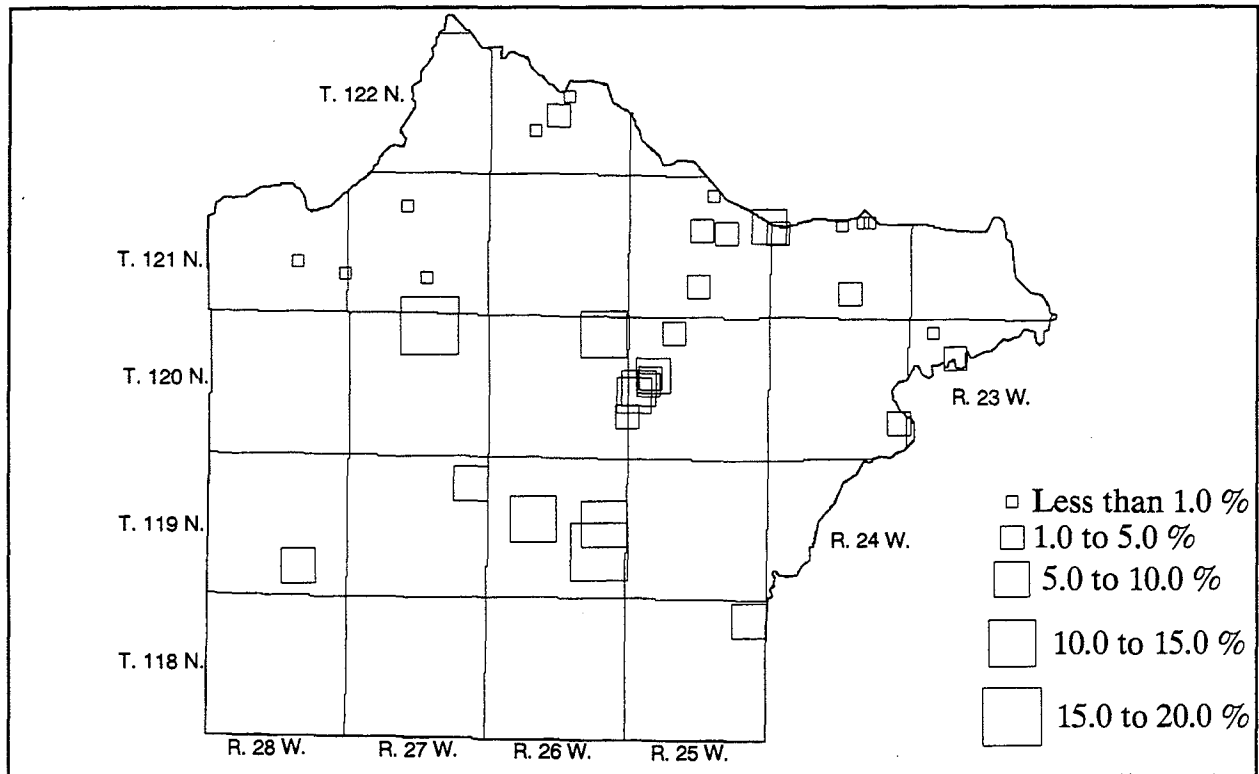 T. 122 N.
T. 121 N.
T. 120 N.
R. 23 W.
Less than 1.0 %
1.0 to 5.0 %
T. 119 N.
R. 24 W.
5.0 to 10.0 %
10.0 to 15.0 %
T. 118 N.
15.0 to 20.0 %
R. 28 W.
R. 27 W.
R. 26 W.
R. 25 W.